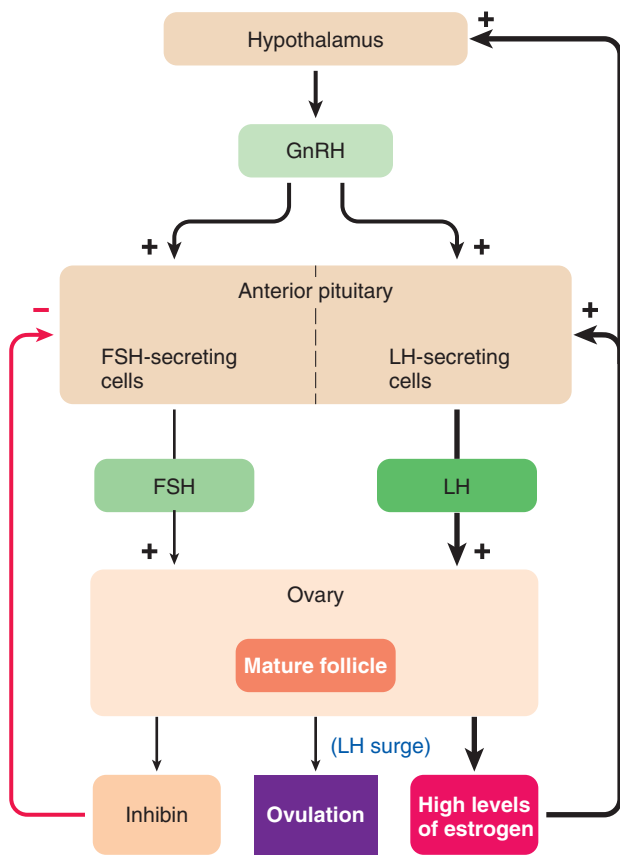 +
Hypothalamus
GnRH
+
+
Anterior pituitary
–
+
FSH-secreting
cells
LH-secreting
cells
FSH
LH
+
+
Ovary
Mature follicle
(LH surge)
Inhibin
Ovulation
High levels
of estrogen